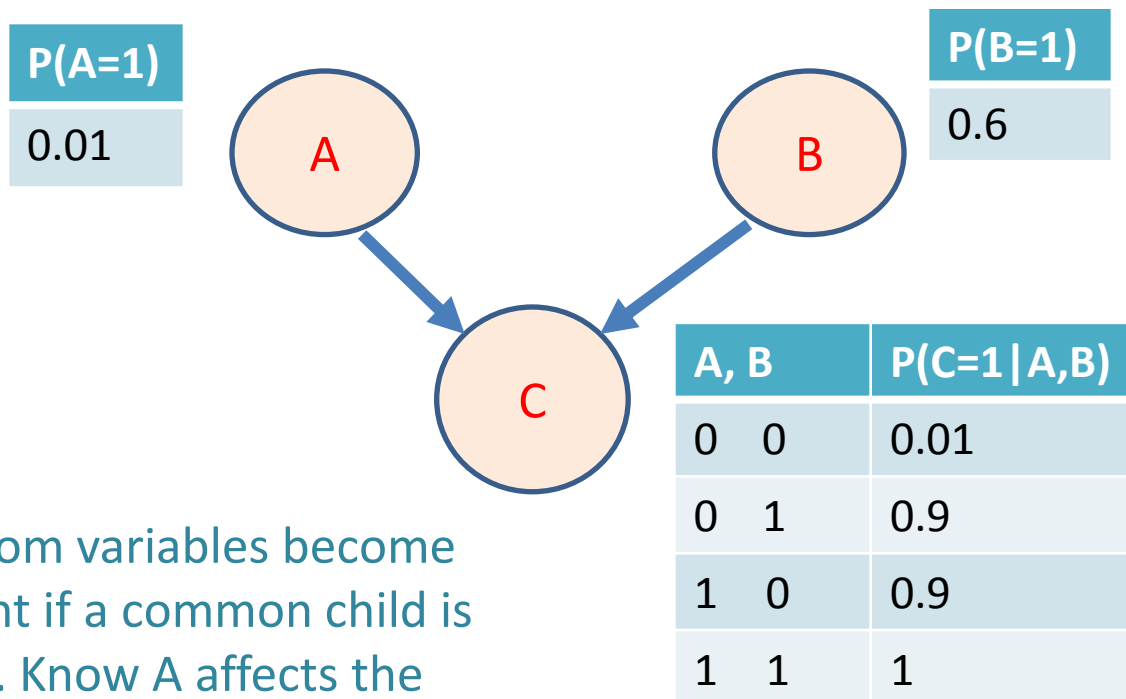 P(A=1)
0.01
P(B=1)
0.6
A
B
C
A, B P(C=1|A,B)
0 0 0.01
0 1 0.9
1 0 0.9
1 1 1
om variables become
nt if a common child is
. Know A affects the